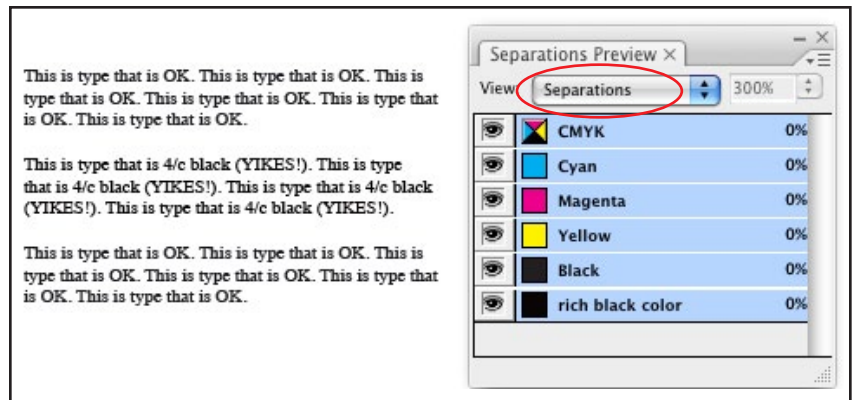 This is type that is OK. This is type that is OK. This is
type that is OK. This is type that is OK. This is type that
is OK. This is type that is OK.
This is type that is 4/c black (YIKES!). This is type
that is 4/c black (YIKES!). This is type that is 4/c black
(YIKES!). This is type that is 4/c black (YIKES!).
This is type that is OK. This is type that is OK. This is
type that is OK. This is type that is OK. This is type that
is OK. This is type that is OK.
Separations Preview
View Separations 300%
CMYK 0%
Cyan 0%
Magenta 0%
Yellow 0%
Black 0%
rich black color 0%